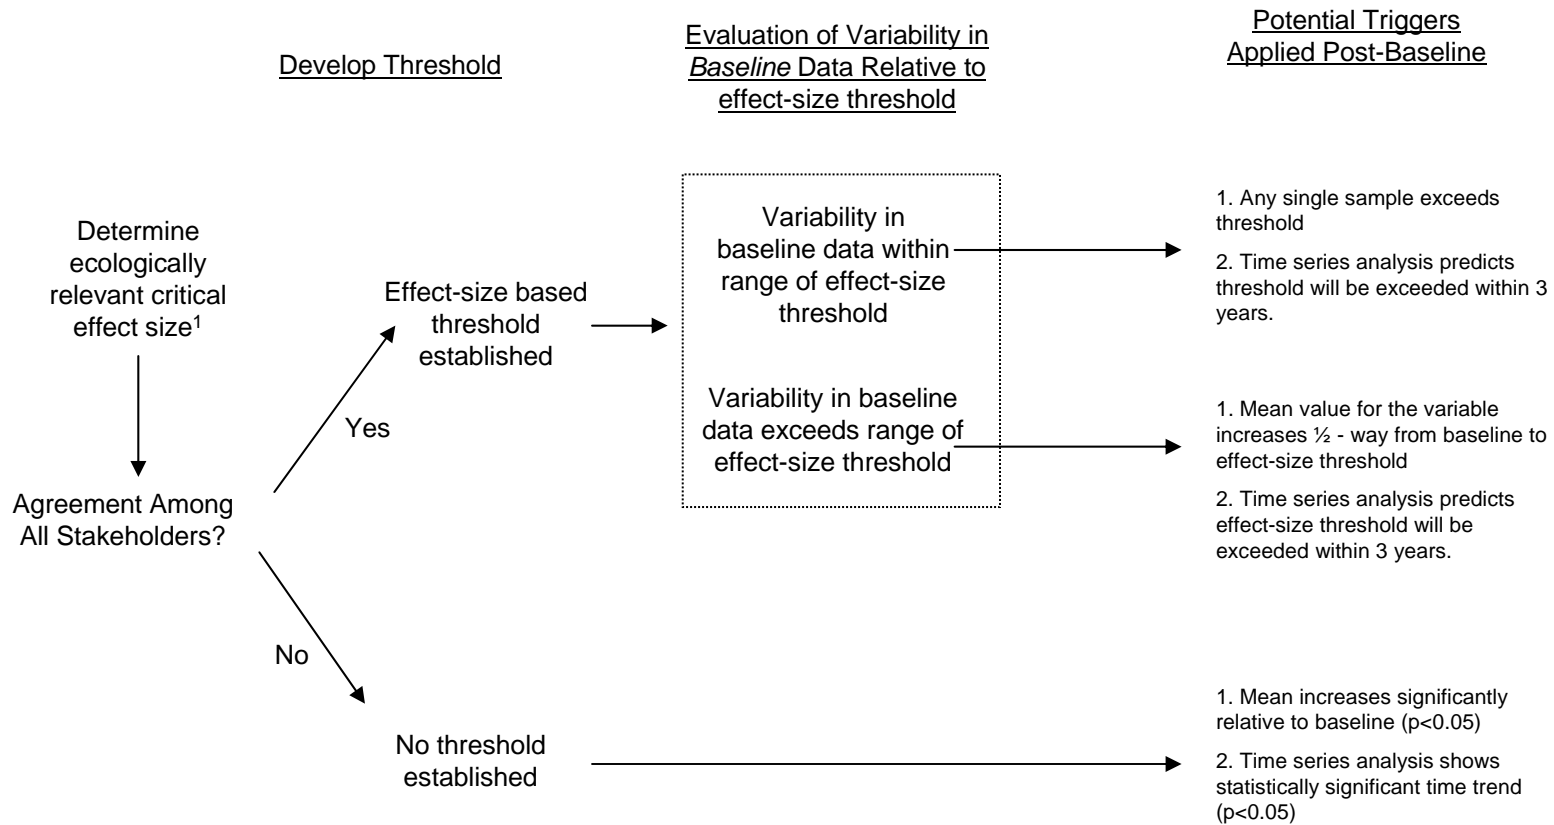 Develop Threshold
Evaluation of Variability in
Baseline Data Relative to
effect-size threshold
Potential Triggers
Applied Post-Baseline
Determine
ecologically
relevant critical
effect size¹
Agreement Among
All Stakeholders?
Yes
No
Effect-size based
threshold
established
No threshold
established
Variability in
baseline data within
range of effect-size
threshold
Variability in baseline
data exceeds range of
effect-size threshold
1. Any single sample exceeds
threshold
2. Time series analysis predicts
threshold will be exceeded within 3
years.
1. Mean value for the variable
increases ½ - way from baseline to
effect-size threshold
2. Time series analysis predicts
effect-size threshold will be
exceeded within 3 years.
1. Mean increases significantly
relative to baseline (p<0.05)
2. Time series analysis shows
statistically significant time trend
(p<0.05)